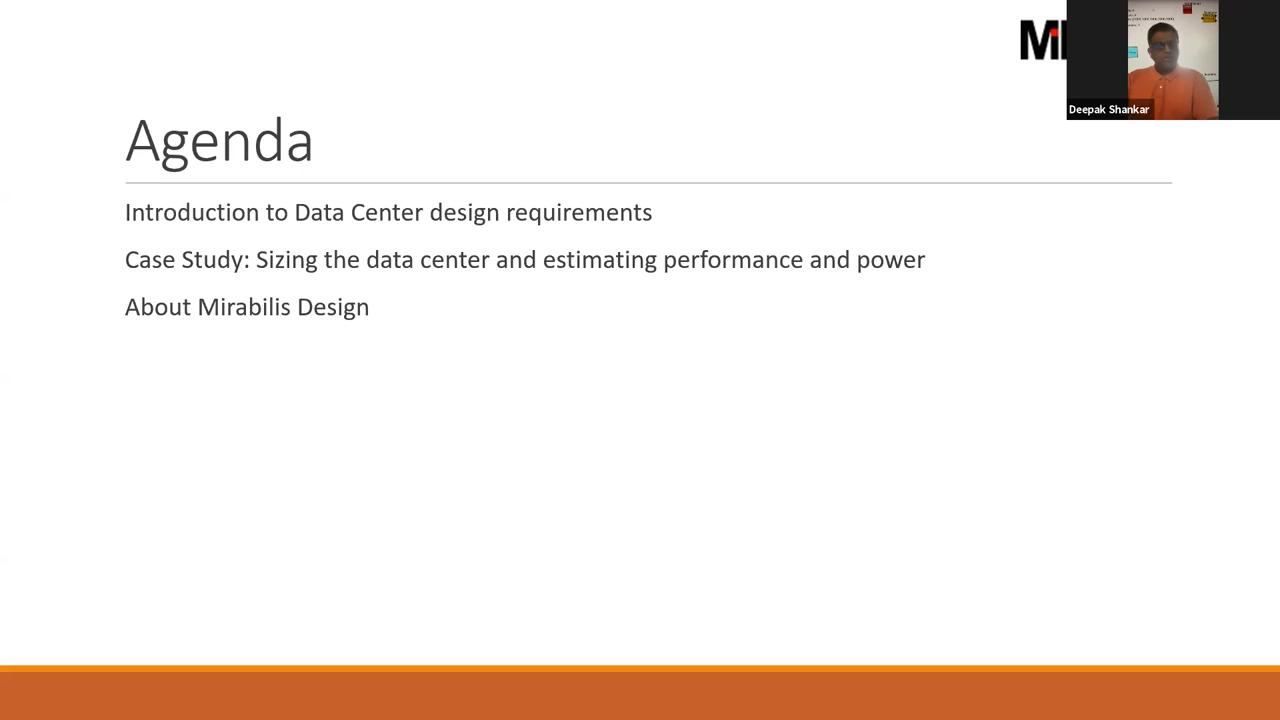 Mi
Deepak Shankar
Agenda
Introduction to Data Center design requirements
Case Study: Sizing the data center and estimating performance and power
About Mirabilis Design